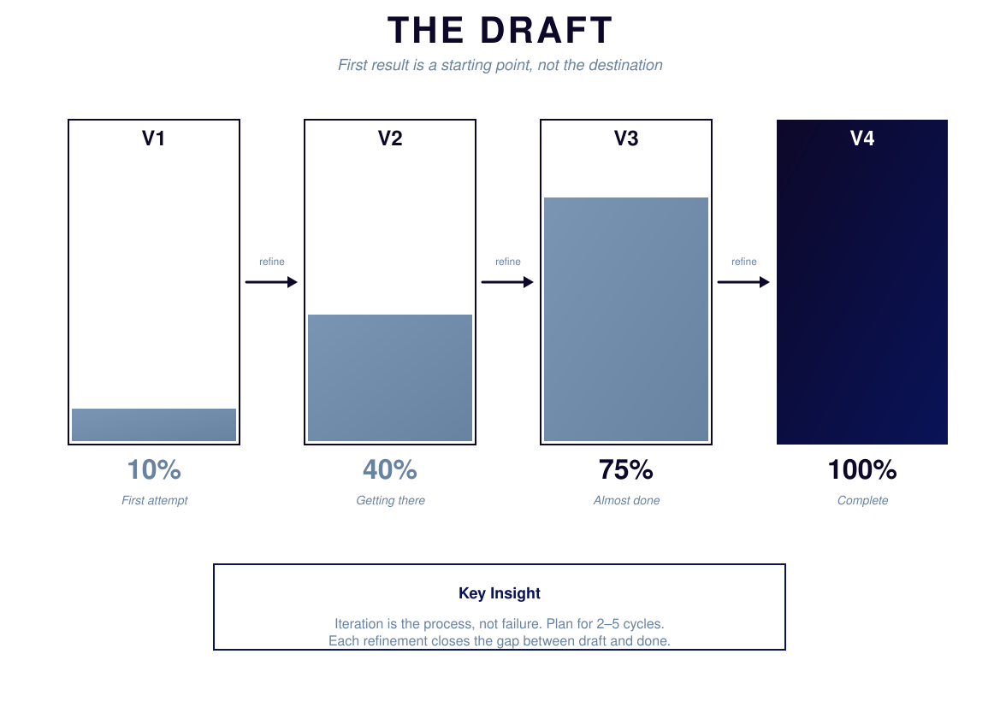 THE DRAFT
First result is a starting point, not the destination
V1
V2
V3
V4
refine
refine
refine
10%
40%
75%
100%
First attempt
Getting there
Almost done
Complete
Key Insight
Iteration is the process, not failure. Plan for 2–5 cycles.
Each refinement closes the gap between draft and done.